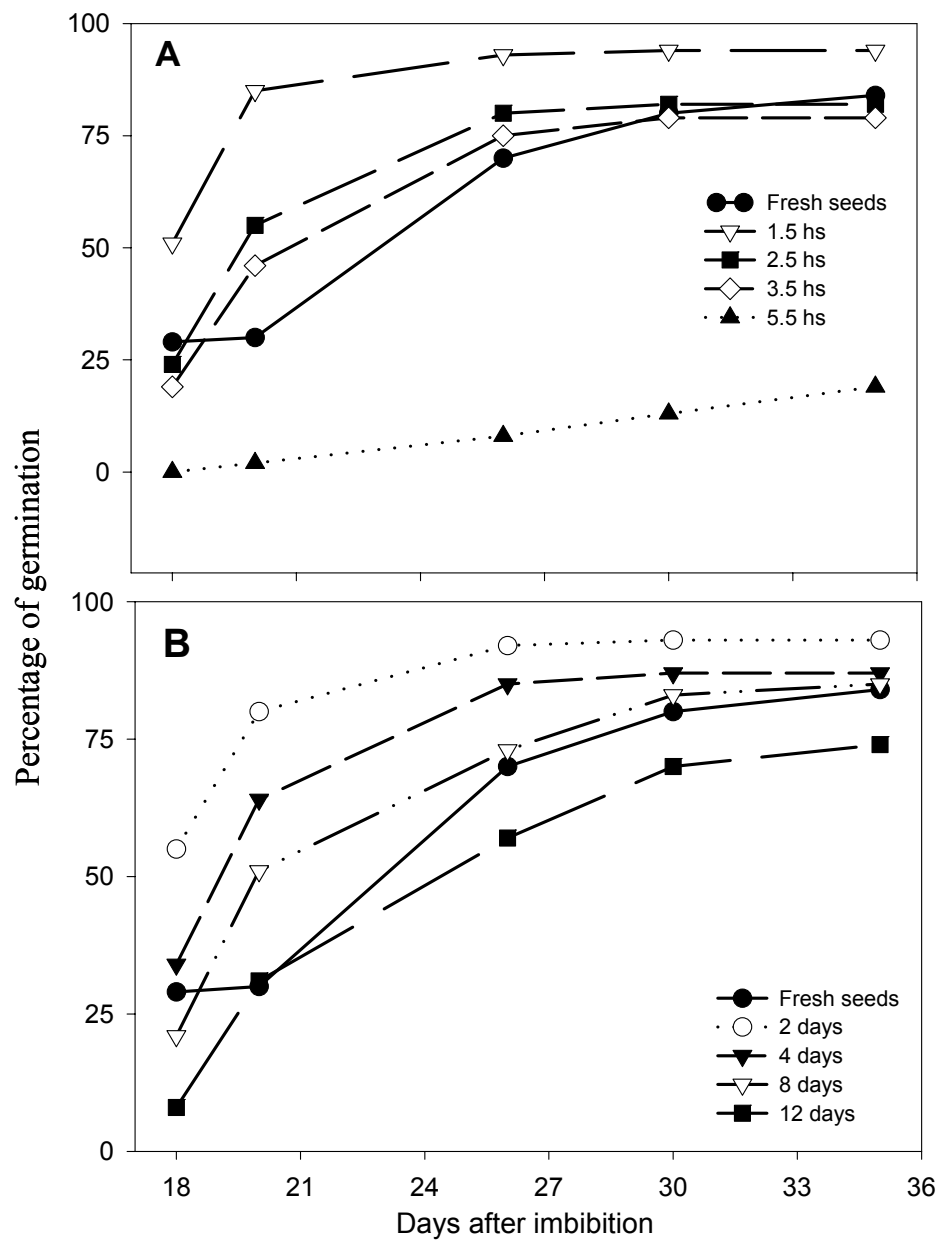 100
A
75
50
25
0
Fresh seeds
1.5 hs
2.5 hs
3.5 hs
5.5 hs
Percentage of germination
100
B
75
50
25
0
Fresh seeds
2 days
4 days
8 days
12 days
18 21 24 27 30 33 36
Days after imbibition